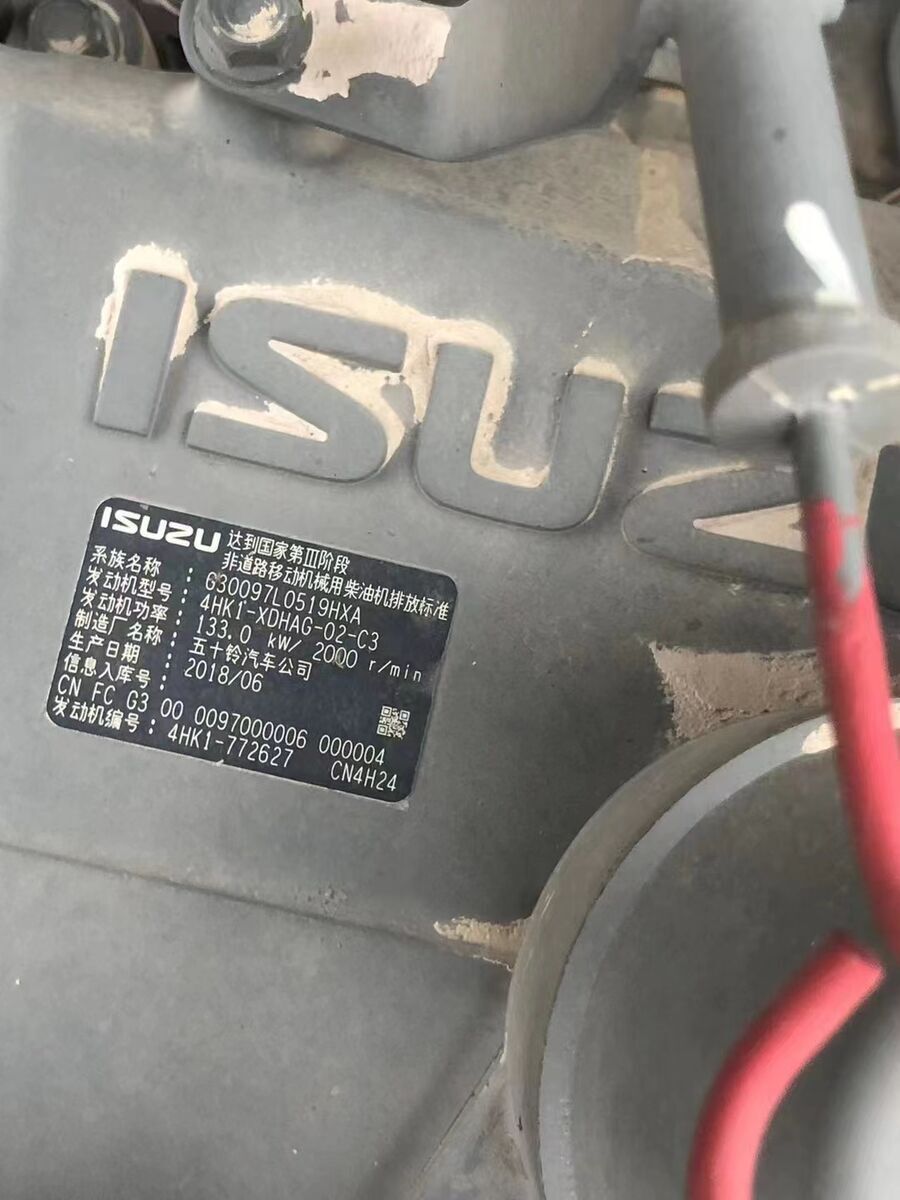 ISUZ
ISUZU 达到国家第Ⅲ阶段
非道路移动机械用柴油机排放标准
系族名称 : G30097L0519HXA
发动机型号 : 4HK1-XDHAG-02-C3
发动机功率 : 133.0 kW/ 2000 r/min
制造厂名称 : 五十铃汽车公司
生产日期 : 2018/06
信息入库号 :
CN FC G3 00 0097000006 000004
发动机编号 : 4HK1-772627 CN4H24